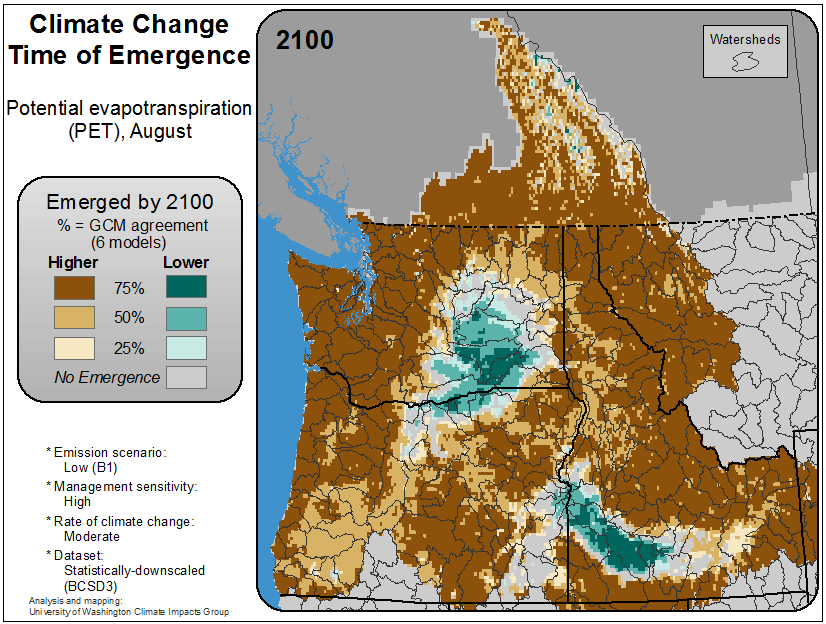 Climate Change
Time of Emergence
Potential evapotranspiration
(PET), August
Emerged by 2100
% = GCM agreement
(6 models)
Higher Lower
75%
50%
25%
No Emergence
* Emission scenario:
Low (B1)
* Management sensitivity:
High
* Rate of climate change:
Moderate
* Dataset:
Statistically-downscaled
(BCSD3)
Analysis and mapping:
University of Washington Climate Impacts Group
2100
Watersheds